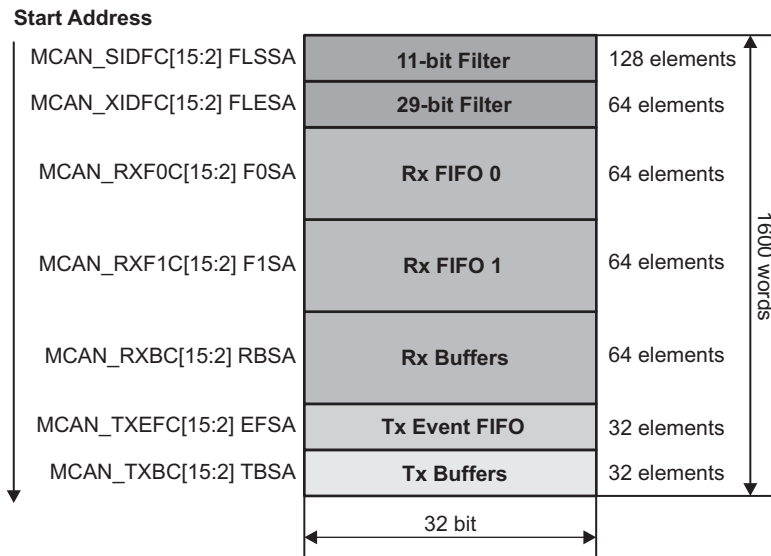 Start Address
MCAN_SIDFC[15:2] FLSSA 11-bit Filter 128 elements
MCAN_XIDFC[15:2] FLESA 29-bit Filter 64 elements
MCAN_RXF0C[15:2] F0SA Rx FIFO 0 64 elements
MCAN_RXF1C[15:2] F1SA Rx FIFO 1 64 elements
MCAN_RXBC[15:2] RBSA Rx Buffers 64 elements
MCAN_TXEFC[15:2] EFSA Tx Event FIFO 32 elements
MCAN_TXBC[15:2] TBSA Tx Buffers 32 elements
1600 words
32 bit